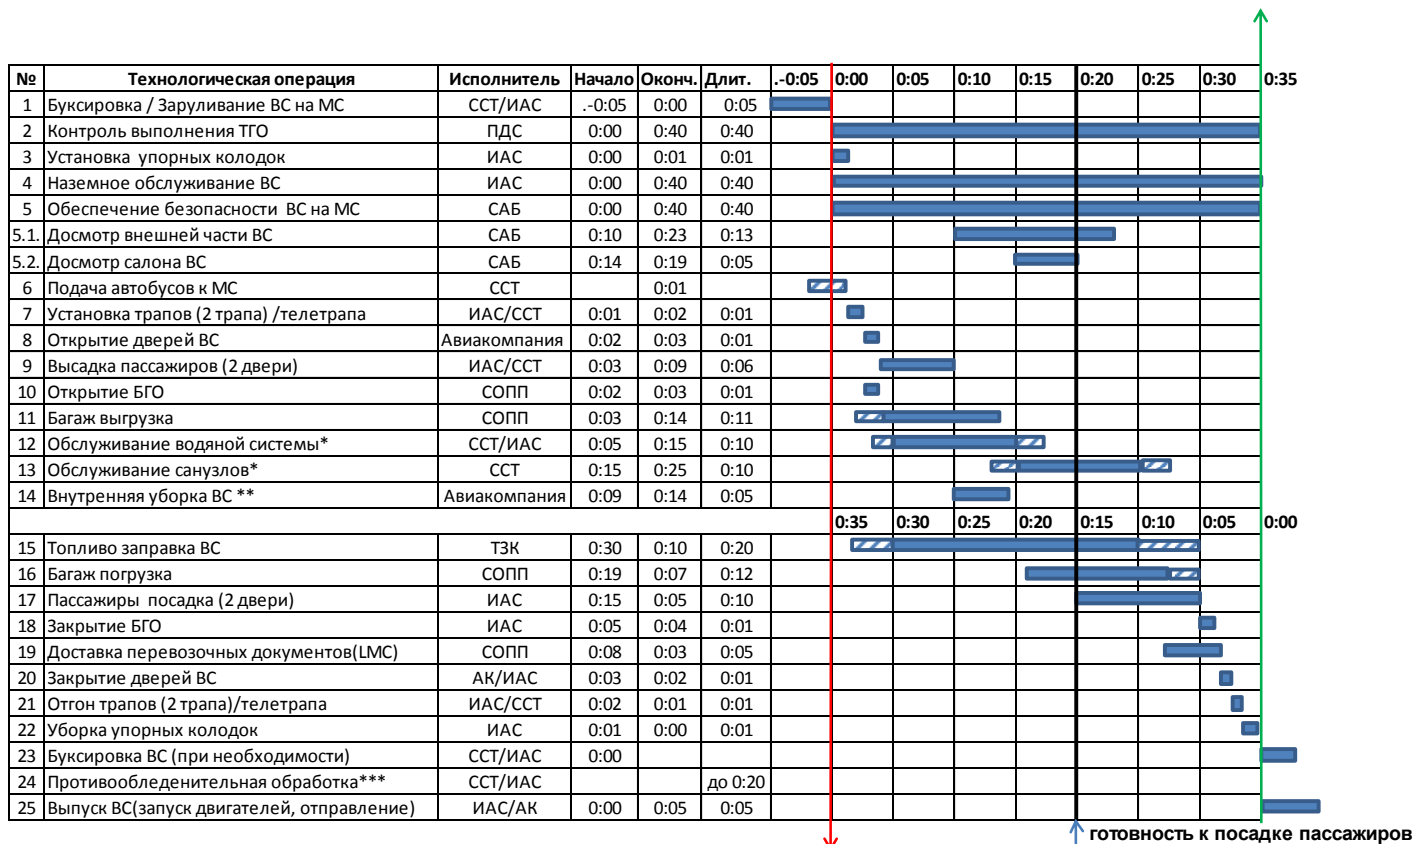 № Технологическая операция Исполнитель Начало Оконч. Длит. .-0:05 0:00 0:05 0:10 0:15 0:20 0:25 0:30 0:35
1 Буксировка / Заруливание ВС на МС ССТ/ИАС .-0:05 0:00 0:05
2 Контроль выполнения ТГО ПДС 0:00 0:40 0:40
3 Установка упорных колодок ИАС 0:00 0:01 0:01
4 Наземное обслуживание ВС ИАС 0:00 0:40 0:40
5 Обеспечение безопасности ВС на МС САБ 0:00 0:40 0:40
5.1. Досмотр внешней части ВС САБ 0:10 0:23 0:13
5.2. Досмотр салона ВС САБ 0:14 0:19 0:05
6 Подача автобусов к МС ССТ 0:01
7 Установка трапов (2 трапа) /телетрапа ИАС/ССТ 0:01 0:02 0:01
8 Открытие дверей ВС Авиакомпания 0:02 0:03 0:01
9 Высадка пассажиров (2 двери) ИАС/ССТ 0:03 0:09 0:06
10 Открытие БГО СОПП 0:02 0:03 0:01
11 Багаж выгрузка СОПП 0:03 0:14 0:11
12 Обслуживание водяной системы* ССТ/ИАС 0:05 0:15 0:10
13 Обслуживание санузлов* ССТ 0:15 0:25 0:10
14 Внутренняя уборка ВС ** Авиакомпания 0:09 0:14 0:05
0:35 0:30 0:25 0:20 0:15 0:10 0:05 0:00
15 Топливо заправка ВС ТЗК 0:30 0:10 0:20
16 Багаж погрузка СОПП 0:19 0:07 0:12
17 Пассажиры посадка (2 двери) ИАС 0:15 0:05 0:10
18 Закрытие БГО ИАС 0:05 0:04 0:01
19 Доставка перевозочных документов(LMC) СОПП 0:08 0:03 0:05
20 Закрытие дверей ВС АК/ИАС 0:03 0:02 0:01
21 Отгон трапов (2 трапа)/телетрапа ИАС/ССТ 0:02 0:01 0:01
22 Уборка упорных колодок ИАС 0:01 0:00 0:01
23 Буксировка ВС (при необходимости) ССТ/ИАС 0:00
24 Противообледенительная обработка*** ССТ/ИАС до 0:20
25 Выпуск ВС(запуск двигателей, отправление) ИАС/АК 0:00 0:05 0:05
готовность к посадке пассажиров